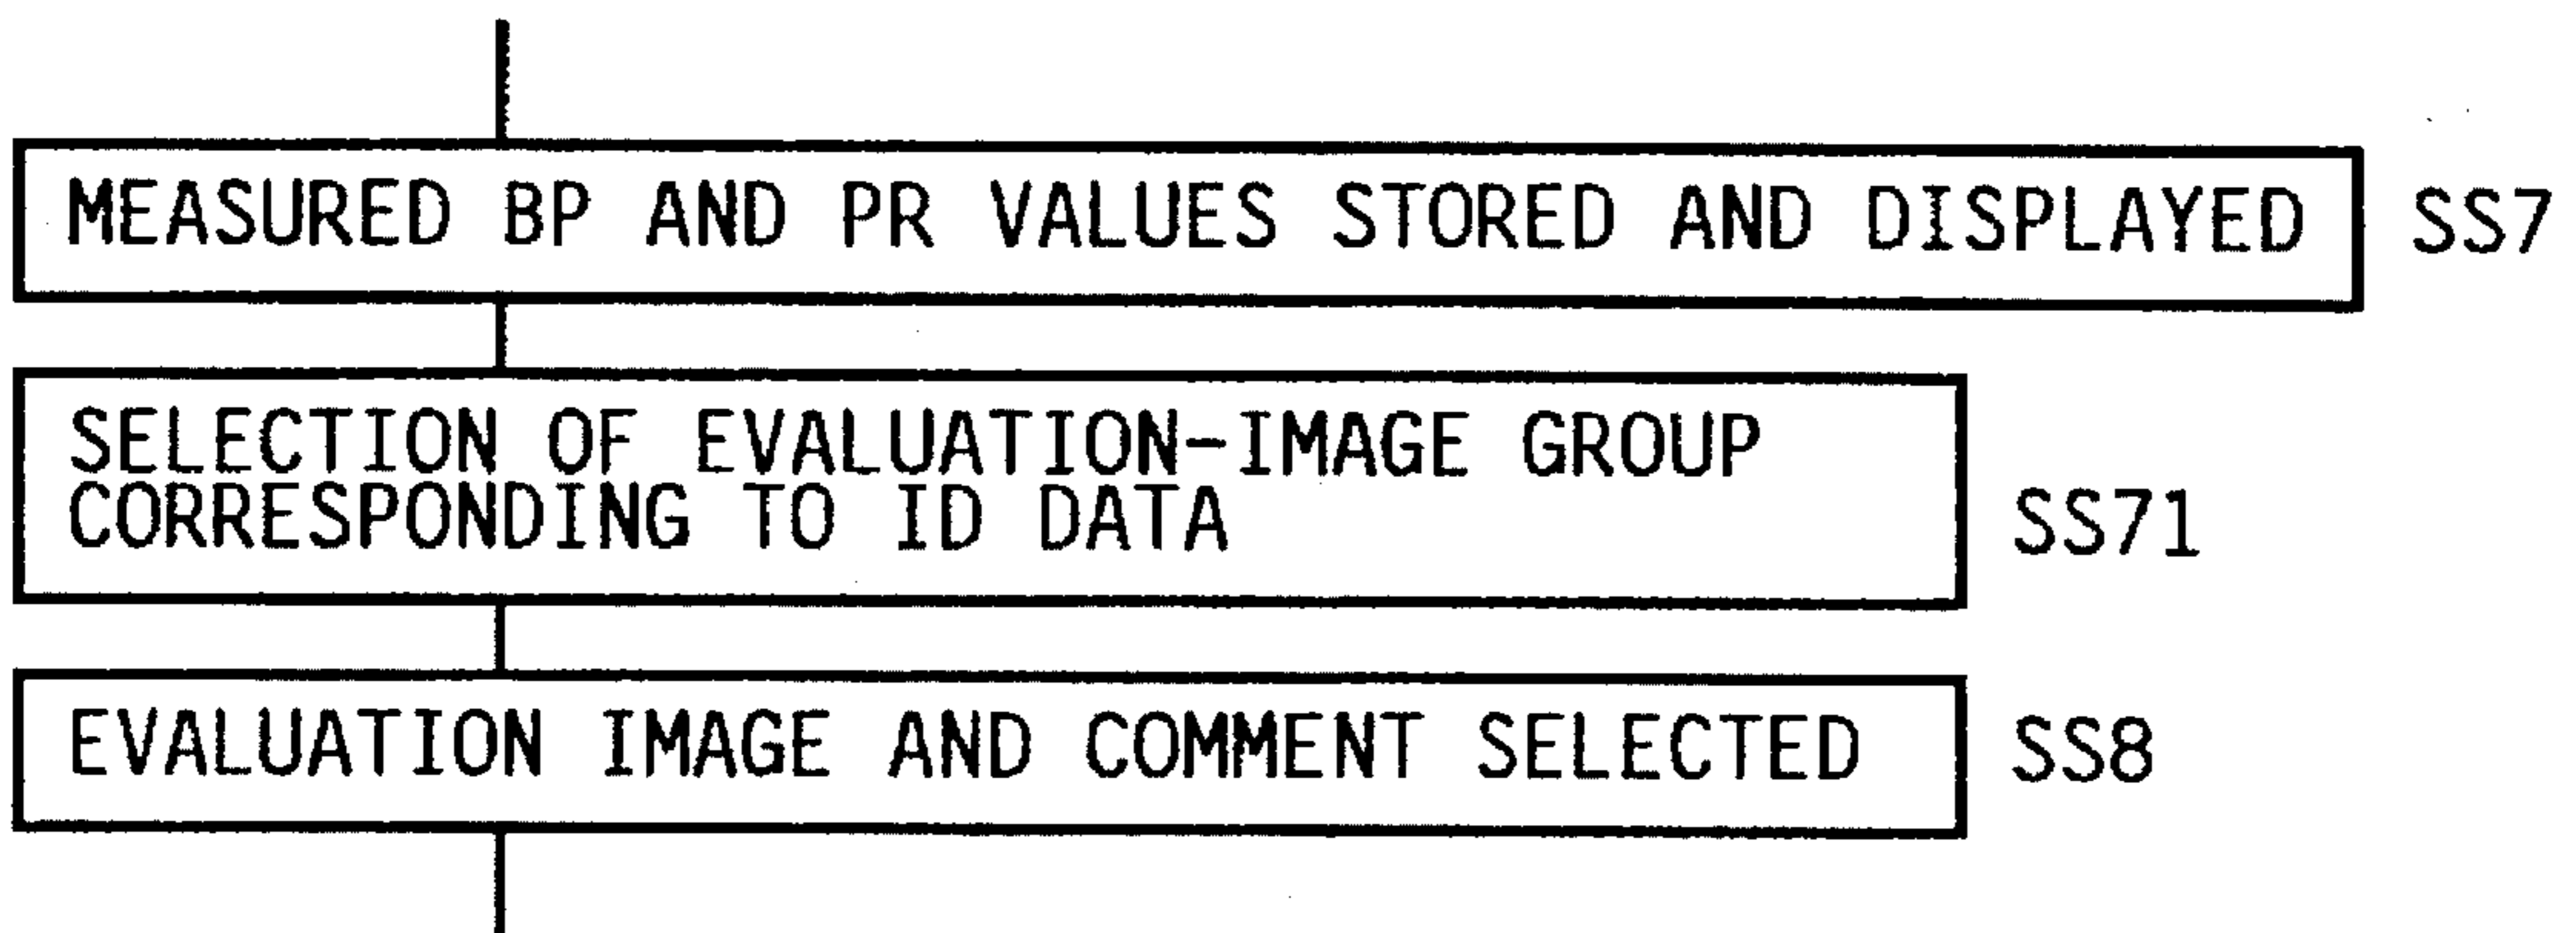 MEASURED BP AND PR VALUES STORED AND DISPLAYED SS7
SELECTION OF EVALUATION-IMAGE GROUP
CORRESPONDING TO ID DATA SS71
EVALUATION IMAGE AND COMMENT SELECTED SS8